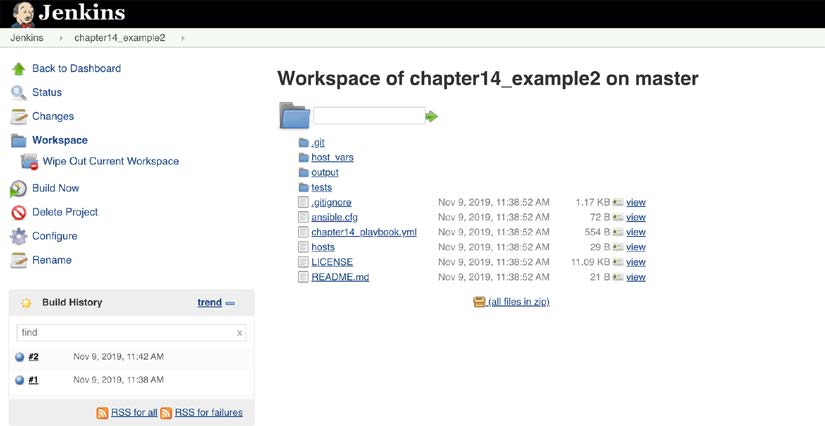 Jenkins
Jenkins chapter14_example2
Back to Dashboard
Status
Changes
Workspace
Wipe Out Current Workspace
Build Now
Delete Project
Configure
Rename
Build History trend
find x
#2 Nov 9, 2019, 11:42 AM
#1 Nov 9, 2019, 11:38 AM
RSS for all RSS for failures
Workspace of chapter14_example2 on master
.git
host_vars
output
tests
.gitignore Nov 9, 2019, 11:38:52 AM 1.17 KB view
ansible.cfg Nov 9, 2019, 11:38:52 AM 72 B view
chapter14_playbook.yml Nov 9, 2019, 11:38:52 AM 554 B view
hosts Nov 9, 2019, 11:38:52 AM 29 B view
LICENSE Nov 9, 2019, 11:38:52 AM 11.09 KB view
README.md Nov 9, 2019, 11:38:52 AM 21 B view
(all files in zip)